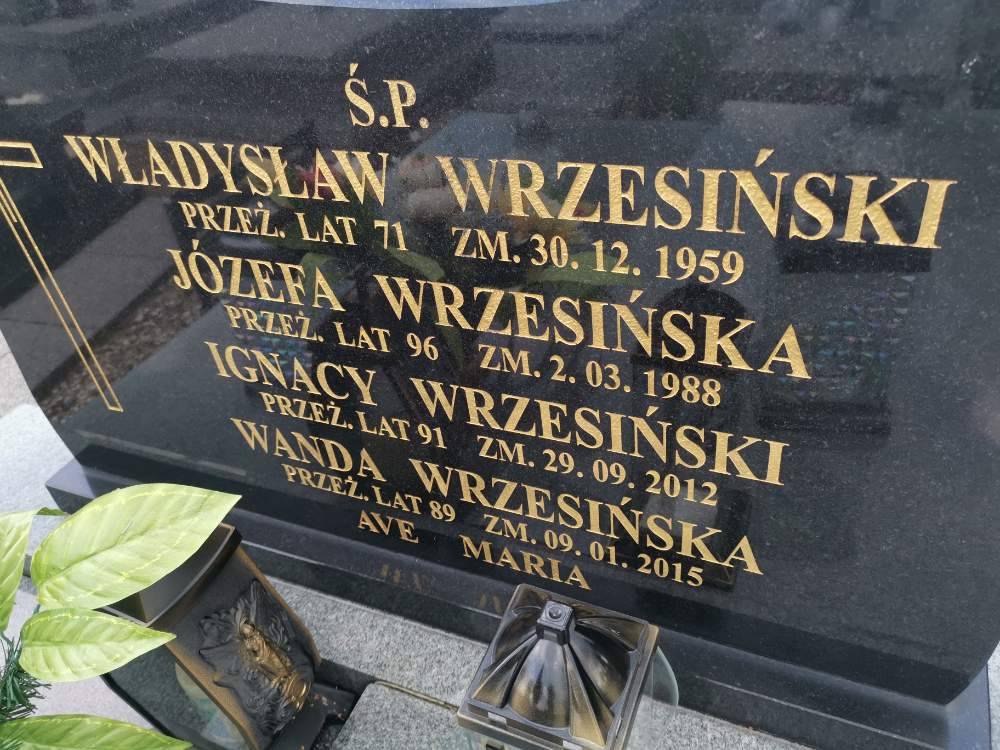 Ś.P.
WŁADYSŁAW WRZESIŃSKI
PRZEŻ. LAT 71 ZM. 30. 12. 1959
JÓZEFA WRZESIŃSKA
PRZEŻ. LAT 96 ZM. 2. 03. 1988
IGNACY WRZESIŃSKI
PRZEŻ. LAT 91 ZM. 29. 09. 2012
WANDA WRZESIŃSKA
PRZEŻ. LAT 89 ZM. 09. 01. 2015
AVE MARIA